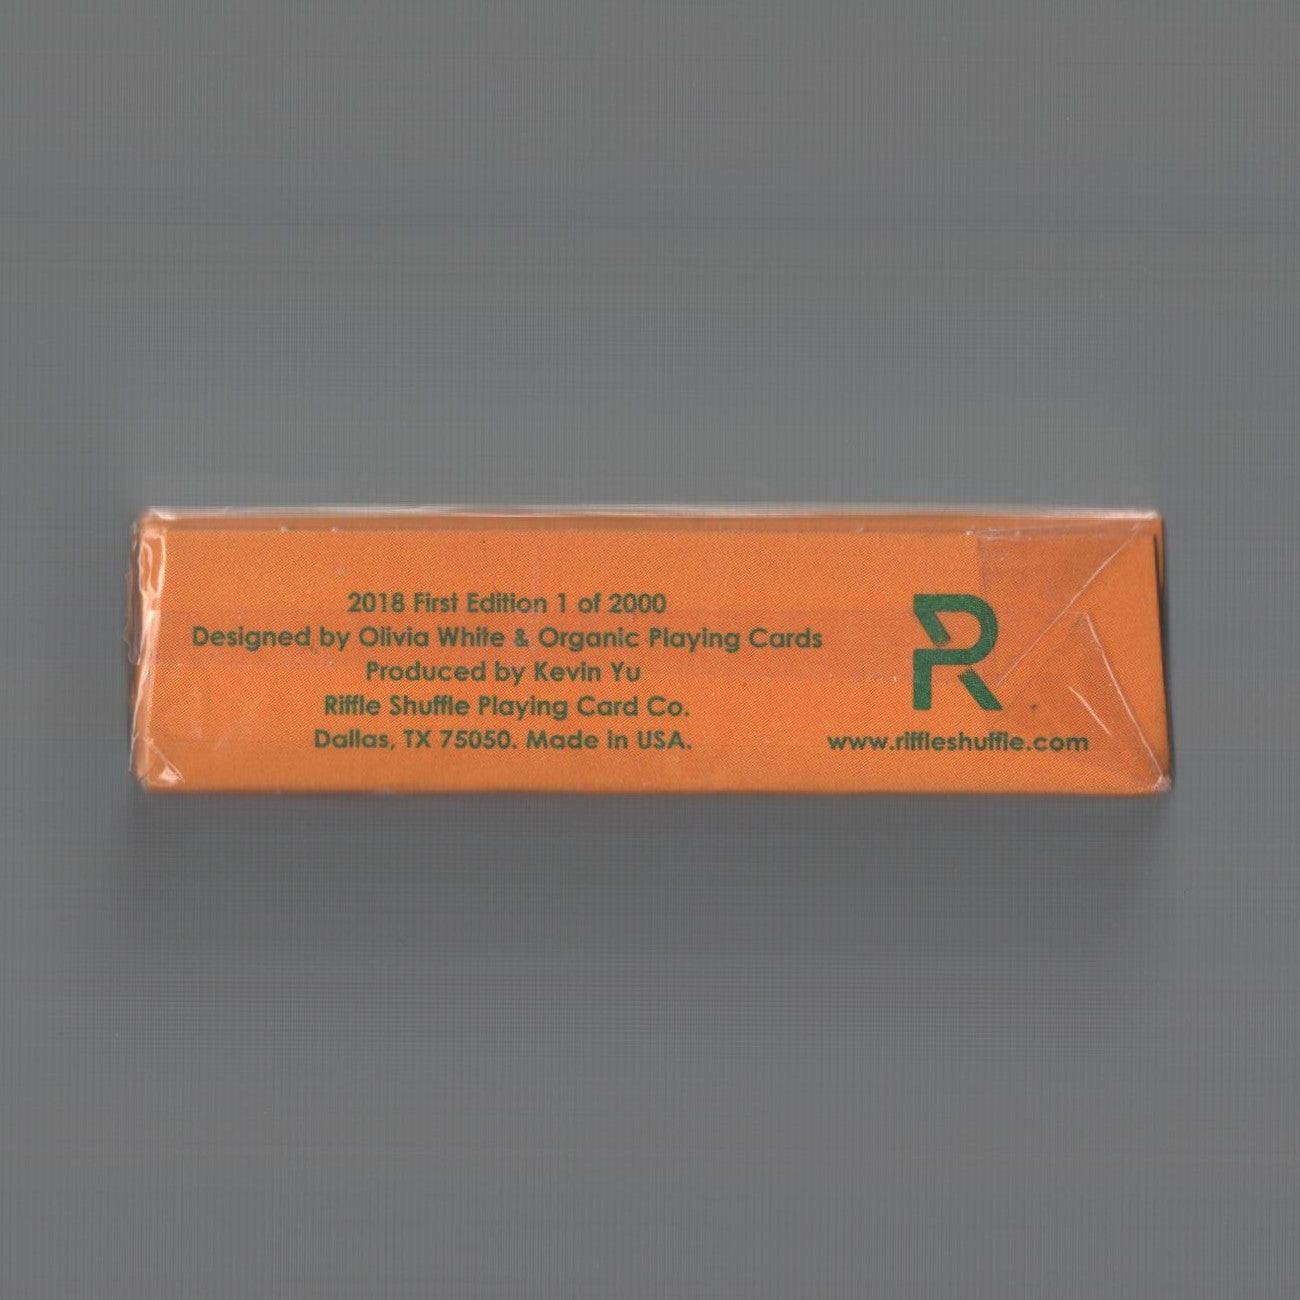 2018 First Edition 1 of 2000
Designed by Olivia White & Organic Playing Cards
Produced by Kevin Yu
Riffle Shuffle Playing Card Co.
Dallas, TX 75050. Made in USA.
R
www.riffleshuffle.com